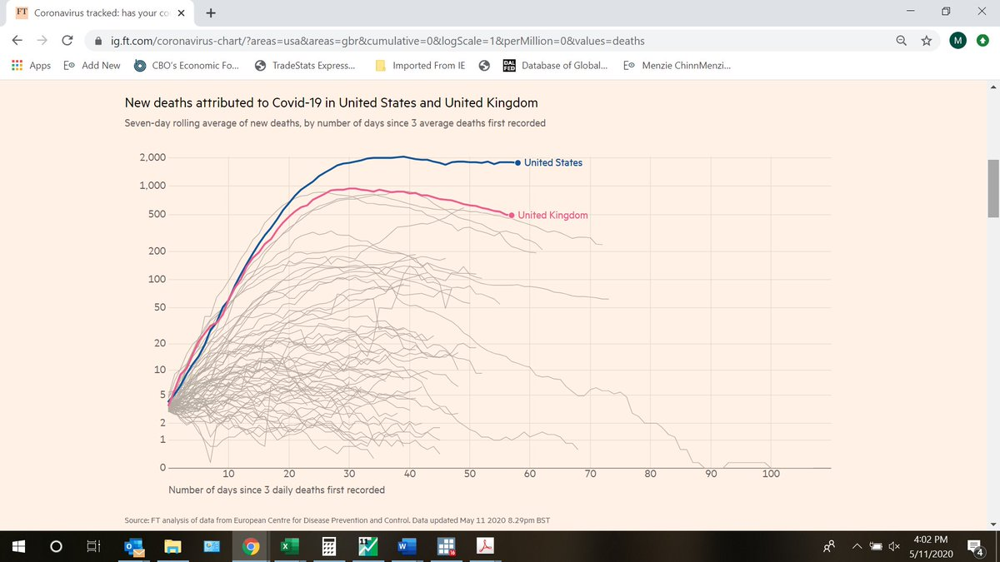 FT Coronavirus tracked: has your co
ig.ft.com/coronavirus-chart/?areas=usa&areas=gbr&cumulative=0&logScale=1&perMillion=0&values=deaths
M
Apps Add New CBO's Economic Fo... TradeStats Express... Imported From IE DAL FED Database of Global... Menzie ChinnMenzi...
New deaths attributed to Covid-19 in United States and United Kingdom
Seven-day rolling average of new deaths, by number of days since 3 average deaths first recorded
2,000
United States
1,000
500
United Kingdom
200
100
50
20
10
5
2
1
0
10 20 30 40 50 60 70 80 90 100
Number of days since 3 daily deaths first recorded
Source: FT analysis of data from European Centre for Disease Prevention and Control. Data updated May 11 2020 8.29pm BST
4:02 PM
5/11/2020
4